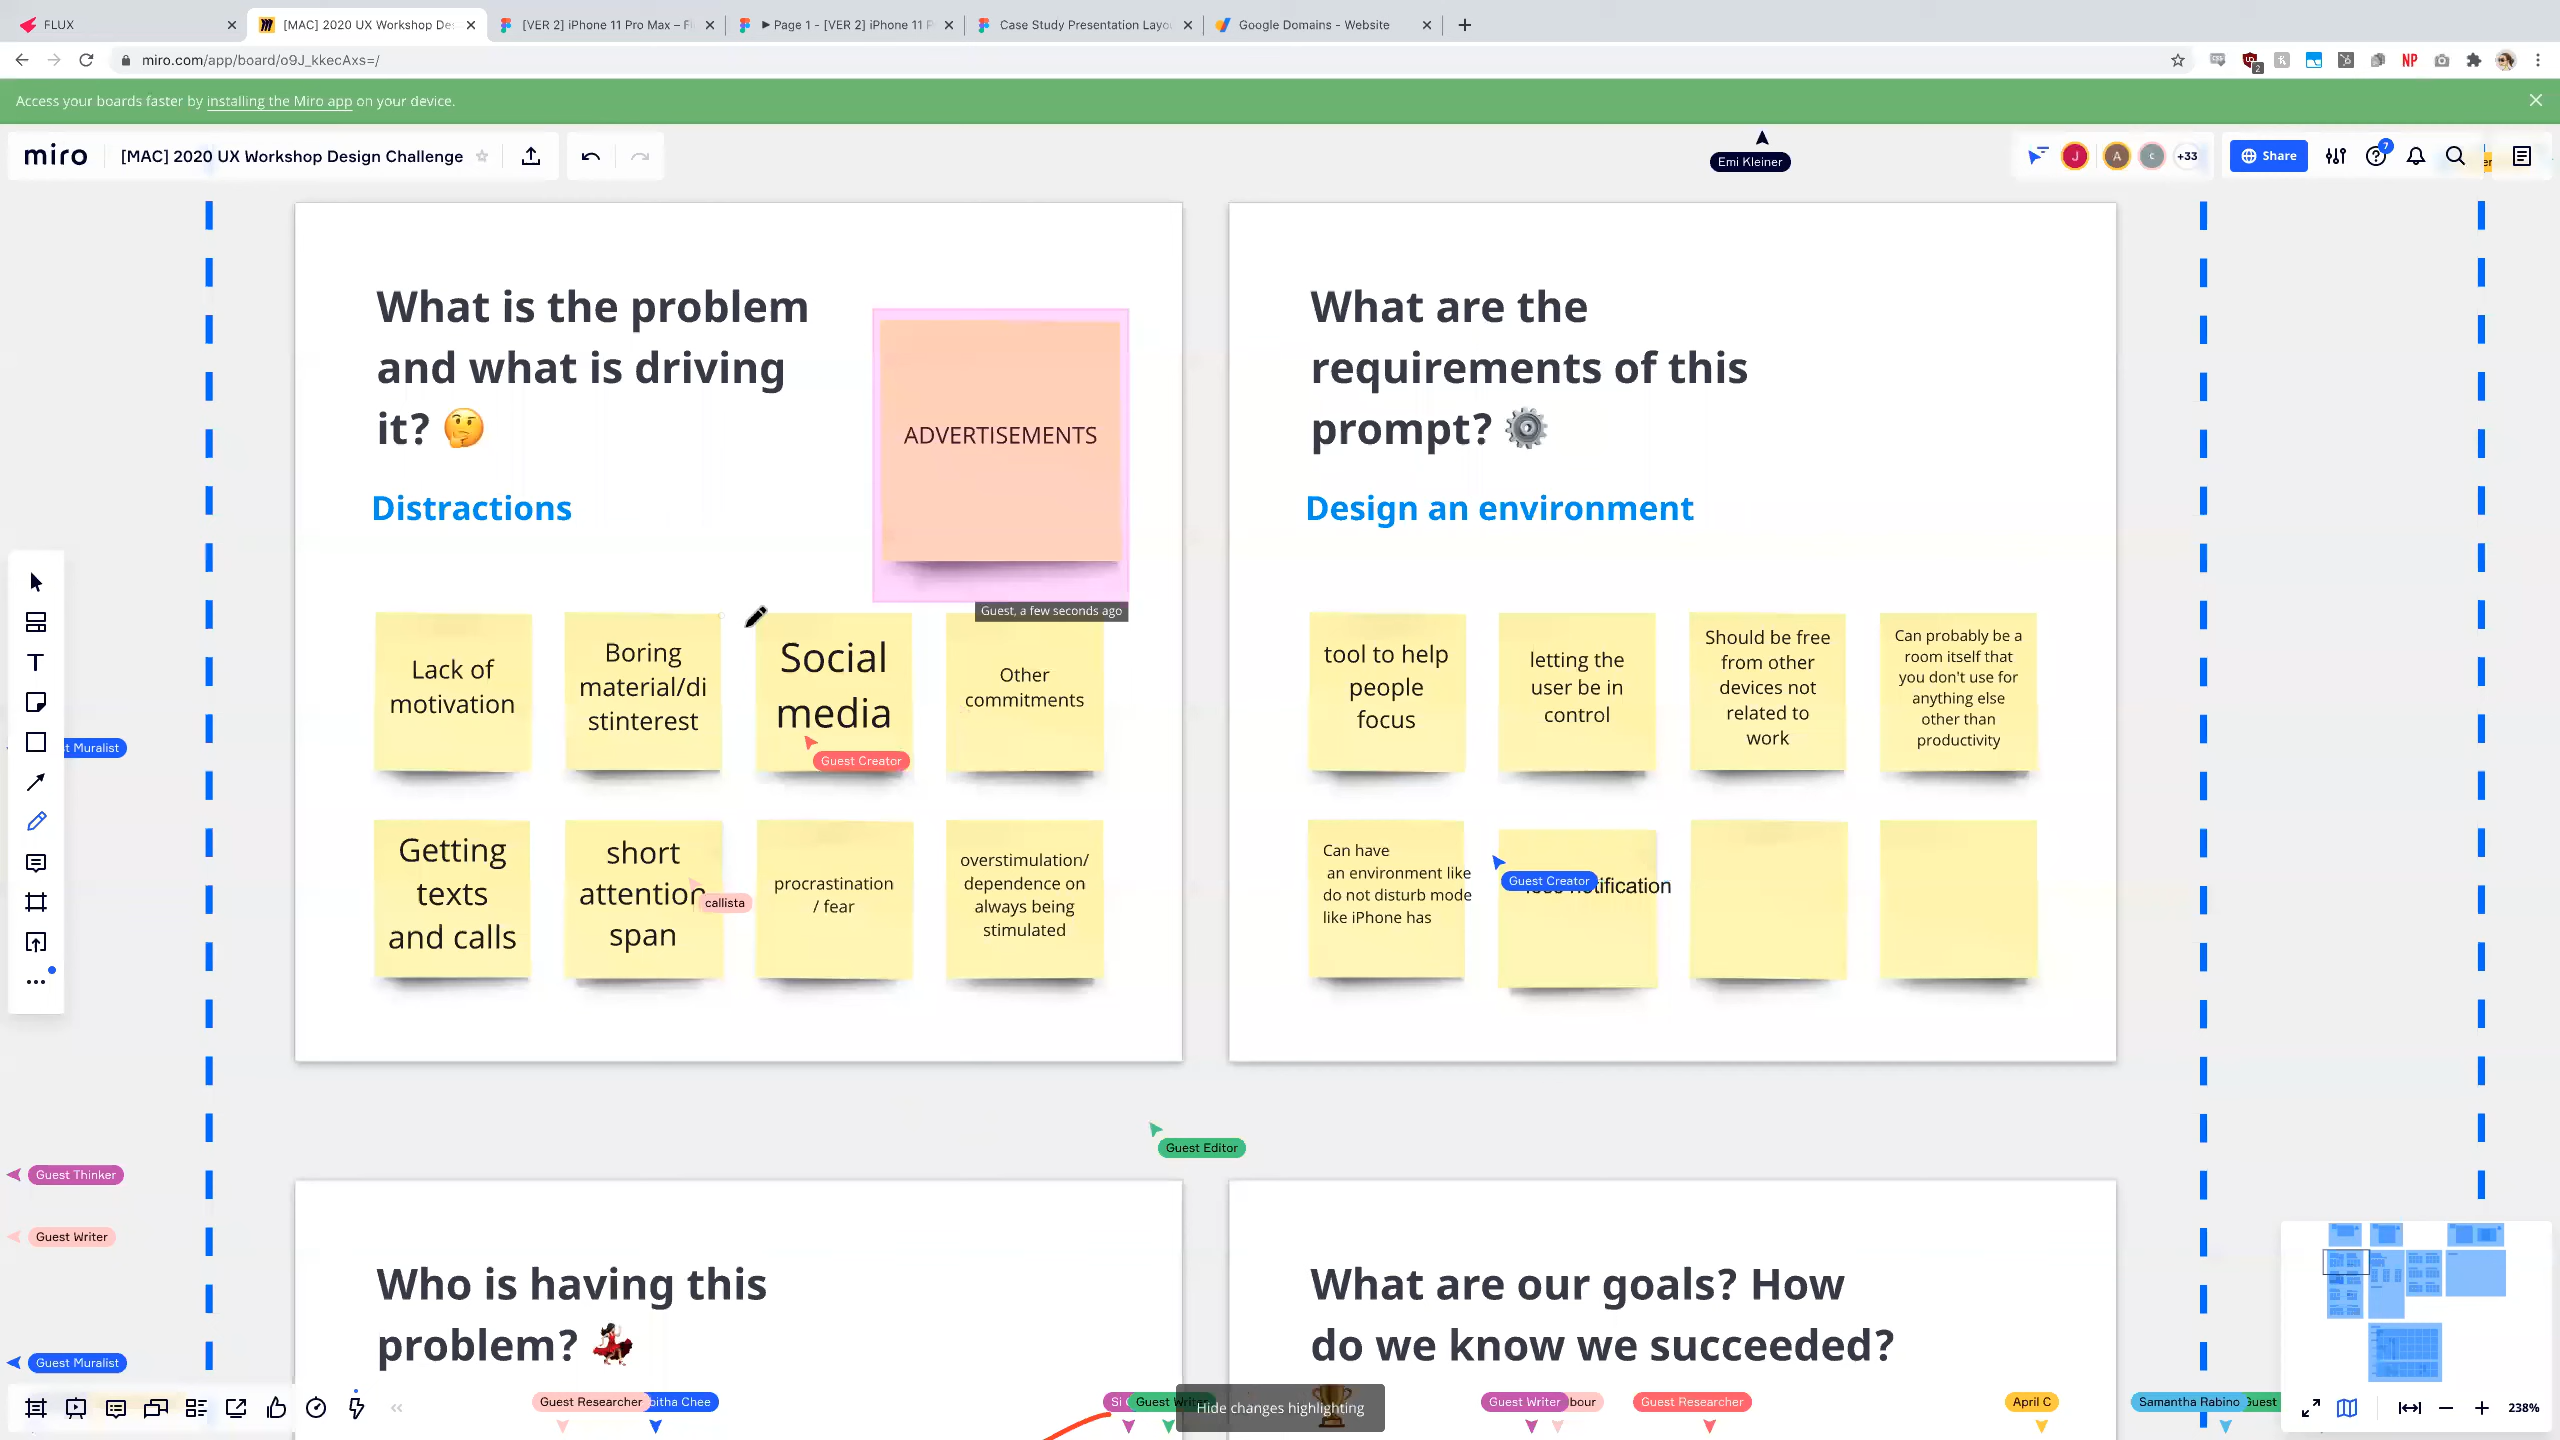 FLUX
[MAC] 2020 UX Workshop De
[VER 2] iPhone 11 Pro Max – Fl
Page 1 - [VER 2] iPhone 11 P
Case Study Presentation Layo
Google Domains - Website
miro.com/app/board/o9J_kkecAxs=/
2
NP
Access your boards faster by installing the Miro app on your device.
miro
[MAC] 2020 UX Workshop Design Challenge
Emi Kleiner
J
A
C
+33
Share
7
What is the problem
and what is driving
it?
ADVERTISEMENTS
Distractions
Guest, a few seconds ago
Lack of
motivation
Boring
material/di
stinterest
Social
media
Other
commitments
Guest Creator
Getting
texts
and calls
short
attention
span
callista
procrastination
/ fear
overstimulation/
dependence on
always being
stimulated
What are the
requirements of this
prompt?
Design an environment
tool to help
people
focus
letting the
user be in
control
Should be free
from other
devices not
related to
work
Can probably be a
room itself that
you don't use for
anything else
other than
productivity
Can have
an environment like
do not disturb mode
like iPhone has
Guest Creator
T
Muralist
Guest Editor
Guest Thinker
Guest Writer
Guest Muralist
Who is having this
problem?
What are our goals? How
do we know we succeeded?
Guest Researcher
bitha Chee
Guest Wri
Hide changes highlighting
Guest Writer
bour
Guest Researcher
April C
Samantha Rabino
Guest
238%